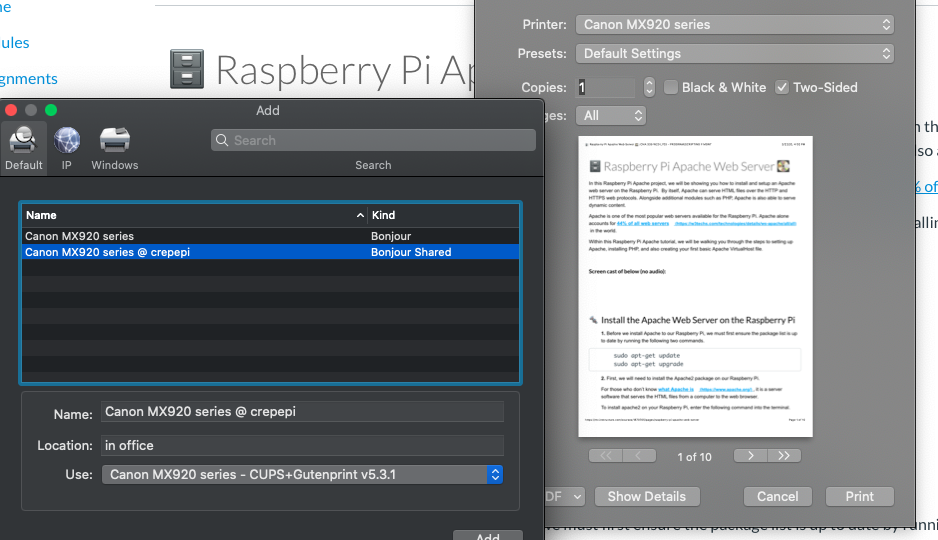 ne
ules
gnments
Raspberry Pi Ap
Printer: Canon MX920 series
Presets: Default Settings
Copies: 1 Black & White Two-Sided
ges: All
Add
Default
IP
Windows
Search
Search
Name Kind
Canon MX920 series Bonjour
Canon MX920 series @ crepepi Bonjour Shared
Name: Canon MX920 series @ crepepi
Location: in office
Use: Canon MX920 series - CUPS+Gutenprint v5.3.1
Add
Raspberry Pi Apache Web Server
In this Raspberry Pi Apache project, we will be showing you how to install and setup an Apache
web server on the Raspberry Pi. By itself, Apache can serve HTML files over the HTTP and
HTTPS web protocols. Alongside additional modules such as PHP, Apache is also able to serve
dynamic content.
Apache is one of the most popular web servers available for the Raspberry Pi. Apache alone
accounts for 44% of all web servers
in the world.
Within this Raspberry Pi Apache tutorial, we will be walking you through the steps to setting up
Apache, installing PHP, and also creating your first basic Apache VirtualHost file.
Screen cast of below (no audio):
Install the Apache Web Server on the Raspberry Pi
1. Before we install Apache to our Raspberry Pi, we must first ensure the package list is up
to date by running the following two commands.
sudo apt-get update
sudo apt-get upgrade
2. First, we will need to install the Apache2 package on our Raspberry Pi.
For those who don't know what Apache is (https://www.apache.org/), it is a server
software that serves the HTML files from a computer to the web browser.
To install apache2 on your Raspberry Pi, enter the following command into the terminal.
1 of 10
DF
Show Details
Cancel
Print
n th
so a
% of
allin
ve must first ensure the package list is up to date by runni